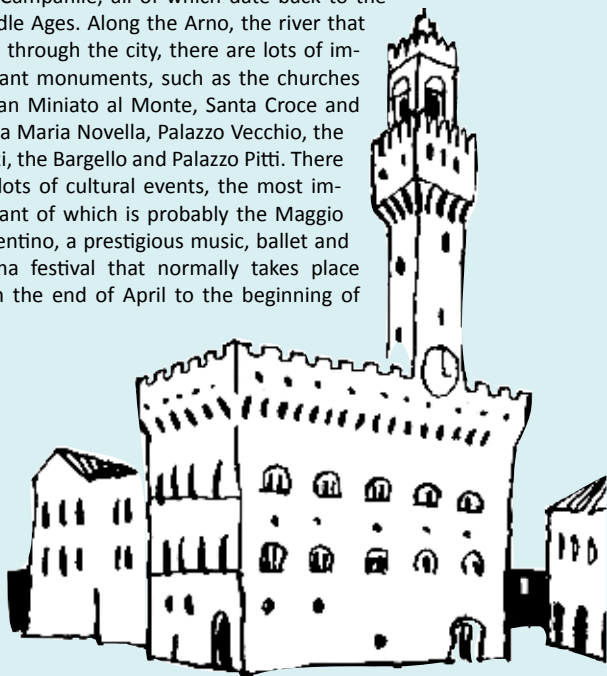 Campanile, all of which date back to the
dle Ages. Along the Arno, the river that
through the city, there are lots of im-
ant monuments, such as the churches
an Miniato al Monte, Santa Croce and
a Maria Novella, Palazzo Vecchio, the
i, the Bargello and Palazzo Pitti. There
lots of cultural events, the most im-
ant of which is probably the Maggio
entino, a prestigious music, ballet and
ma festival that normally takes place
the end of April to the beginning of